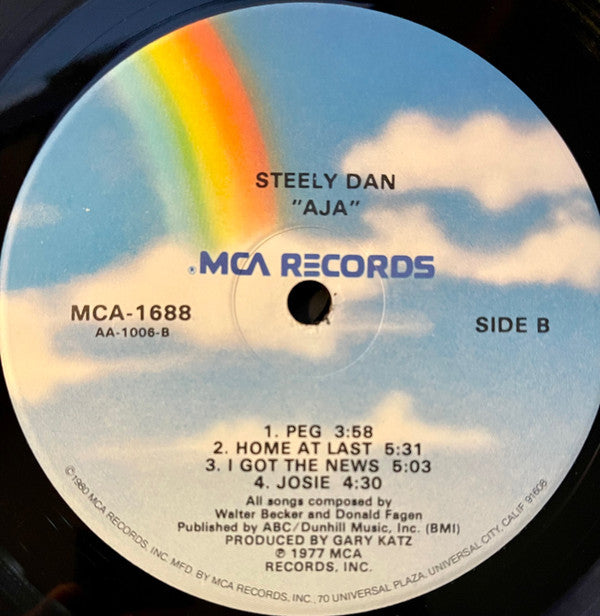 STEELY DAN
"AJA"
®MCA RECORDS
MCA-1688
AA-1006-B
SIDE B
1. PEG 3:58
2. HOME AT LAST 5:31
3. I GOT THE NEWS 5:03
4. JOSIE 4:30
All songs composed by
Walter Becker and Donald Fagen
Published by ABC/Dunhill Music, Inc. (BMI)
PRODUCED BY GARY KATZ
℗ 1977 MCA
RECORDS, INC.
©1980 MCA RECORDS, INC. MFD. BY MCA RECORDS, INC., 70 UNIVERSAL PLAZA, UNIVERSAL CITY, CALIF. 91608